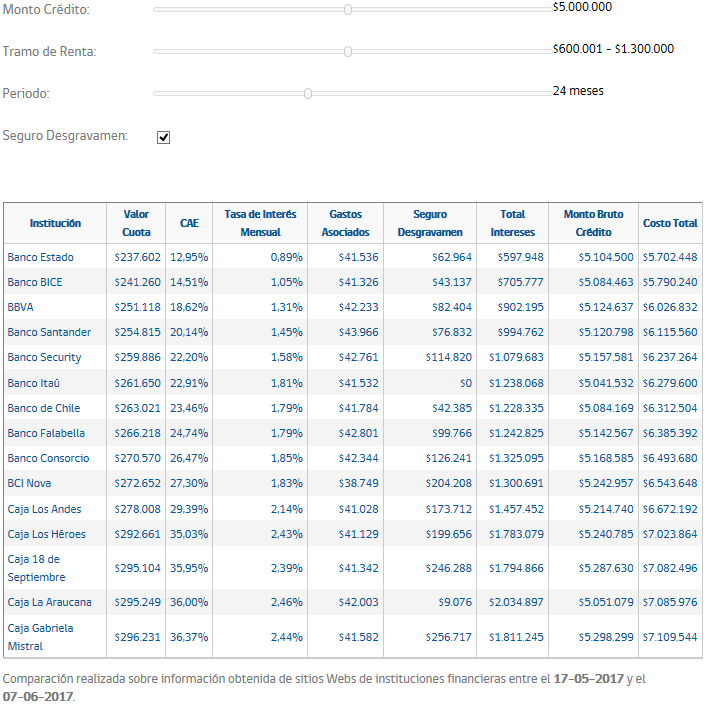 Monto Crédito: $5.000.000
Tramo de Renta: $600.001 - $1.300.000
Periodo: 24 meses
Seguro Desgravamen:
Institución Valor Cuota CAE Tasa de Interés Mensual Gastos Asociados Seguro Desgravamen Total Intereses Monto Bruto Crédito Costo Total
Banco Estado $237.602 12,95% 0,89% $41.536 $62.964 $597.948 $5.104.500 $5.702.448
Banco BICE $241.260 14,51% 1,05% $41.326 $43.137 $705.777 $5.084.463 $5.790.240
BBVA $251.118 18,62% 1,31% $42.233 $82.404 $902.195 $5.124.637 $6.026.832
Banco Santander $254.815 20,14% 1,45% $43.966 $76.832 $994.762 $5.120.798 $6.115.560
Banco Security $259.886 22,20% 1,58% $42.761 $114.820 $1.079.683 $5.157.581 $6.237.264
Banco Itaû $261.650 22,91% 1,81% $41.532 $0 $1.238.068 $5.041.532 $6.279.600
Banco de Chile $263.021 23,46% 1,79% $41.784 $42.385 $1.228.335 $5.084.169 $6.312.504
Banco Falabella $266.218 24,74% 1,79% $42.801 $99.766 $1.242.825 $5.142.567 $6.385.392
Banco Consorcio $270.570 26,47% 1,85% $42.344 $126.241 $1.325.095 $5.168.585 $6.493.680
BCI Nova $272.652 27,30% 1,83% $38.749 $204.208 $1.300.691 $5.242.957 $6.543.648
Caja Los Andes $278.008 29,39% 2,14% $41.028 $173.712 $1.457.452 $5.214.740 $6.672.192
Caja Los Héroes $292.661 35,03% 2,43% $41.129 $199.656 $1.783.079 $5.240.785 $7.023.864
Caja 18 de Septiembre $295.104 35,95% 2,39% $41.342 $246.288 $1.794.866 $5.287.630 $7.082.496
Caja La Araucana $295.249 36,00% 2,46% $42.003 $9.076 $2.034.897 $5.051.079 $7.085.976
Caja Gabriela Mistral $296.231 36,37% 2,44% $41.582 $256.717 $1.811.245 $5.298.299 $7.109.544
Comparación realizada sobre información obtenida de sitios Webs de instituciones financieras entre el 17-05-2017 y el
07-06-2017.